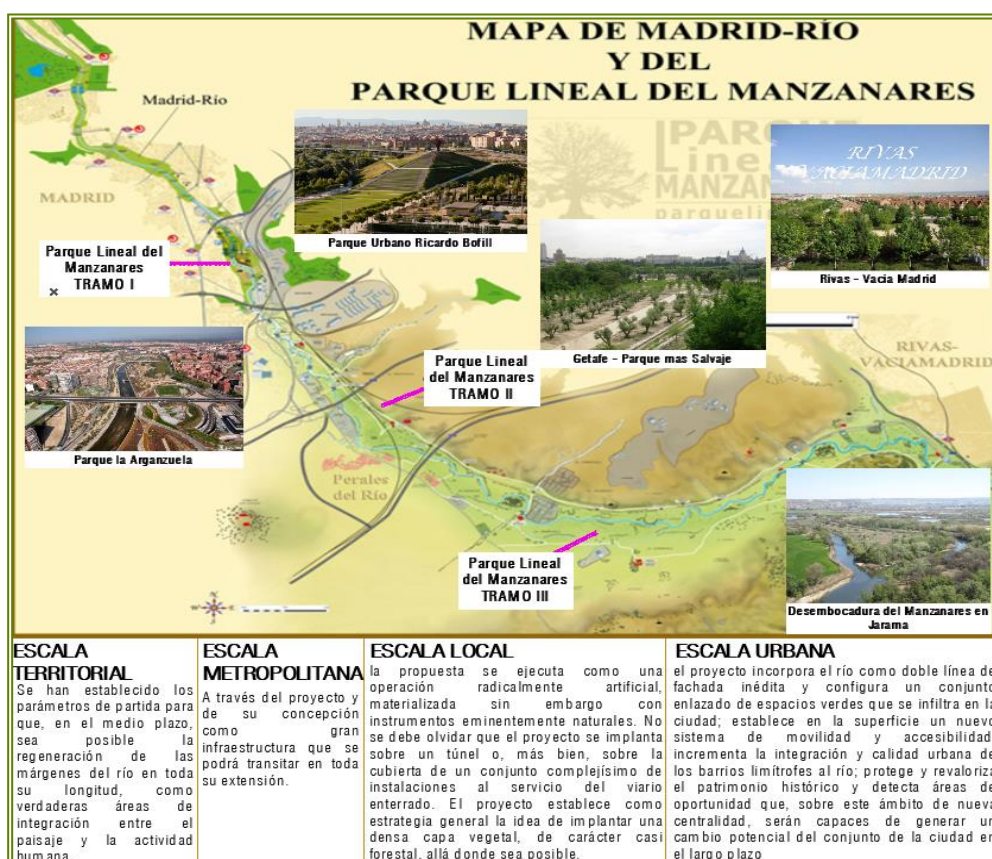 MAPA DE MADRID-RÍO
Y DEL
PARQUE LINEAL DEL MANZANARES
Madrid-Río
MADRID
PARQUE
Lineal
MANZAN
parqueli
RIVAS
VACIAMADRID
Rivas - Vacia Madrid
Parque Urbano Ricardo Bofill
Parque Lineal del
Manzanares
TRAMO I
Getafe - Parque mas Salvaje
RIVAS-
VACIAMADRID
Parque Lineal
del Manzanares
TRAMO II
Parque la Arganzuela
Perales
del Río
Parque Lineal
del Manzanares
TRAMO III
Desembocadura del Manzanares en
Jarama
ESCALA
TERRITORIAL
Se han establecido los
parámetros de partida para
que, en el medio plazo,
sea posible la
regeneración de las
márgenes del río en toda
su longitud, como
verdaderas áreas de
integración entre el
paisaje y la actividad
humana
ESCALA
METROPOLITANA
A través del proyecto y
de su concepción
como gran
infraestructura que se
podrá transitar en toda
su extensión.
ESCALA LOCAL
la propuesta se ejecuta como una
operación radicalmente artificial,
materializada sin embargo con
instrumentos eminentemente naturales. No
se debe olvidar que el proyecto se implanta
sobre un túnel o, más bien, sobre la
cubierta de un conjunto complejísimo de
instalaciones al servicio del viario
enterrado. El proyecto establece como
estrategia general la idea de implantar una
densa capa vegetal, de carácter casi
forestal, allá donde sea posible.
ESCALA URBANA
el proyecto incorpora el río como doble línea de
fachada inédita y configura un conjunto
enlazado de espacios verdes que se infiltra en la
ciudad; establece en la superficie un nuevo
sistema de movilidad y accesibilidad
incrementa la integración y calidad urbana de
los barrios limítrofes al río; protege y revaloriza
el patrimonio histórico y detecta áreas de
oportunidad que, sobre este ámbito de nueva
centralidad, serán capaces de generar un
cambio potencial del conjunto de la ciudad en
el largo plazo